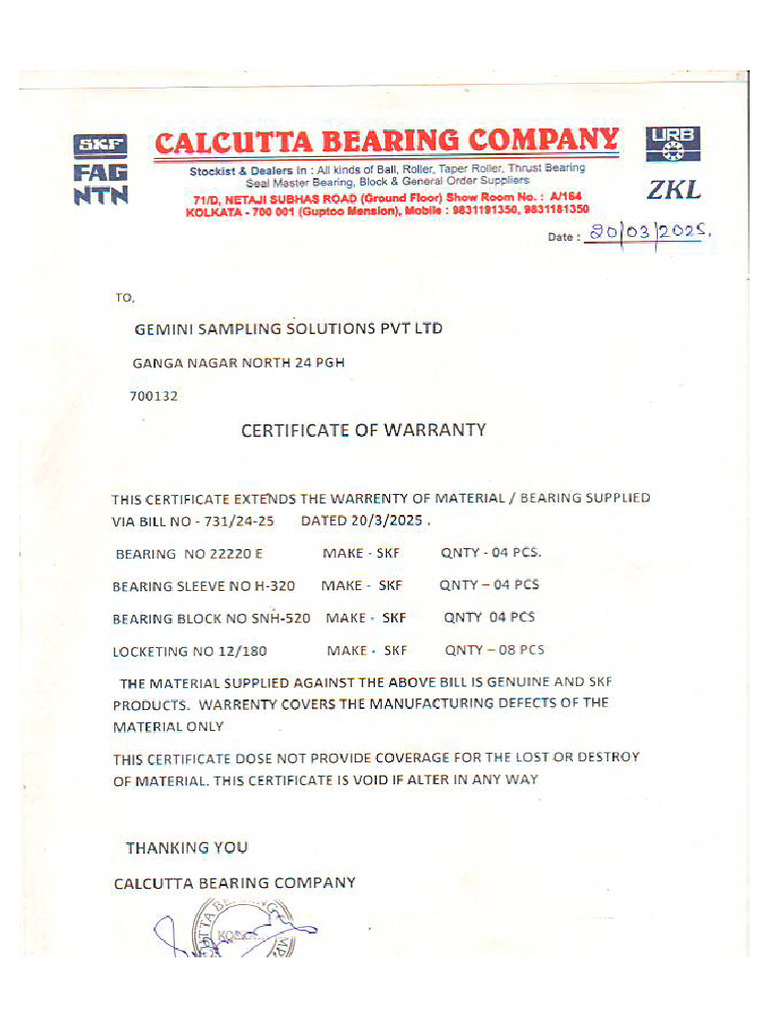 SKF
FAG
NTN
CALCUTTA BEARING COMPANY
URB
ZKL
Stockist & Dealers in : All kinds of Ball, Roller, Taper Roller, Thrust Bearing
Seal Master Bearing, Block & General Order Suppliers
71/D, NETAJI SUBHAS ROAD (Ground Floor) Show Room No. : A/164
KOLKATA - 700 001 (Guptoo Mension), Mobile : 9831191350, 9831181350
Date : 20/03/2025.
TO,
GEMINI SAMPLING SOLUTIONS PVT LTD
GANGA NAGAR NORTH 24 PGH
700132
CERTIFICATE OF WARRANTY
THIS CERTIFICATE EXTENDS THE WARRENTY OF MATERIAL / BEARING SUPPLIED
VIA BILL NO - 731/24-25 DATED 20/3/2025 .
BEARING NO 22220 E MAKE - SKF QNTY - 04 PCS.
BEARING SLEEVE NO H-320 MAKE - SKF QNTY – 04 PCS
BEARING BLOCK NO SNH-520 MAKE - SKF QNTY 04 PCS
LOCKETING NO 12/180 MAKE - SKF QNTY – 08 PCS
THE MATERIAL SUPPLIED AGAINST THE ABOVE BILL IS GENUINE AND SKF
PRODUCTS. WARRENTY COVERS THE MANUFACTURING DEFECTS OF THE
MATERIAL ONLY
THIS CERTIFICATE DOSE NOT PROVIDE COVERAGE FOR THE LOST OR DESTROY
OF MATERIAL. THIS CERTIFICATE IS VOID IF ALTER IN ANY WAY
THANKING YOU
CALCUTTA BEARING COMPANY